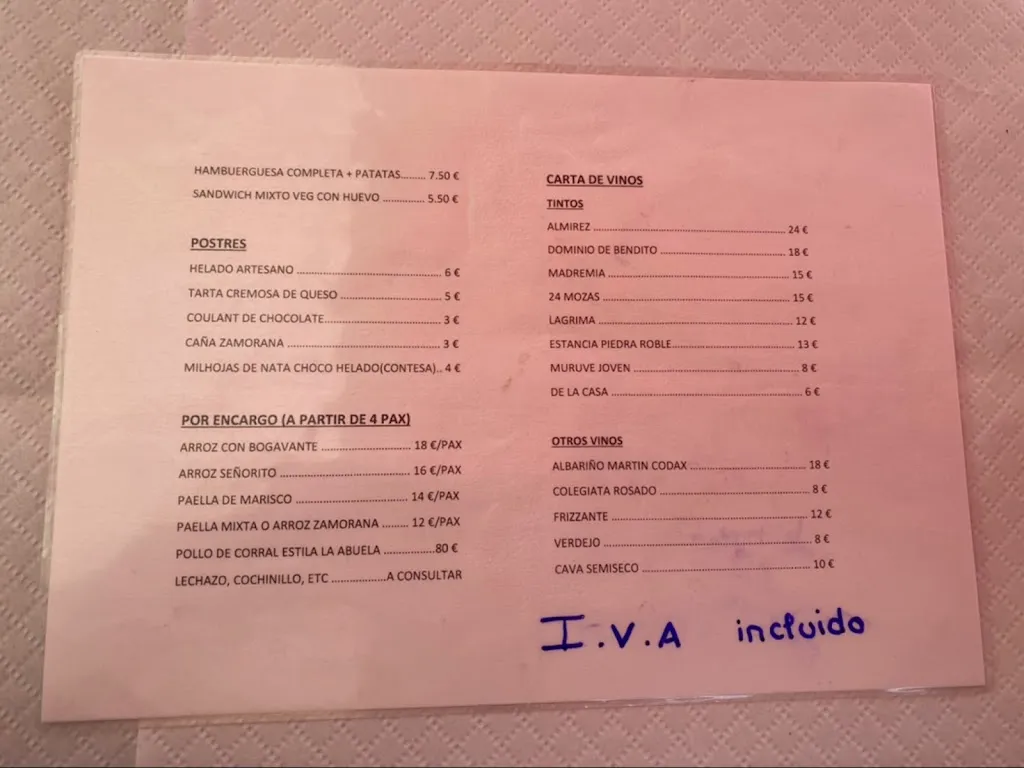 HAMBUERGUESA COMPLETA + PATATAS........ 7.50 €
SANDWICH MIXTO VEG CON HUEVO .............. 5.50 €
POSTRES
HELADO ARTESANO ................................................ 6 €
TARTA CREMOSA DE QUESO .................................. 5 €
COULANT DE CHOCOLATE....................................... 3 €
CAÑA ZAMORANA .................................................. 3 €
MILHOJAS DE NATA CHOCO HELADO(CONTESA).. 4 €
POR ENCARGO (A PARTIR DE 4 PAX)
ARROZ CON BOGAVANTE ............................. 18 €/PAX
ARROZ SEÑORITO ........................................ 16 €/PAX
PAELLA DE MARISCO .................................. 14 €/PAX
PAELLA MIXTA O ARROZ ZAMORANA ........ 12 €/PAX
POLLO DE CORRAL ESTILA LA ABUELA ................80 €
LECHAZO, COCHINILLO, ETC .................A CONSULTAR
CARTA DE VINOS
TINTOS
ALMIREZ ............................................................... 24 €
DOMINIO DE BENDITO .......................................... 18 €
MADREMIA ........................................................... 15 €
24 MOZAS ............................................................. 15 €
LAGRIMA .............................................................. 12 €
ESTANCIA PIEDRA ROBLE....................................... 13 €
MURUVE JOVEN .................................................... 8 €
DE LA CASA ........................................................... 6 €
OTROS VINOS
ALBARIÑO MARTIN CODAX .................................... 18 €
COLEGIATA ROSADO .............................................. 8 €
FRIZZANTE ............................................................ 12 €
VERDEJO ............................................................... 8 €
CAVA SEMISECO .................................................... 10 €
I.V.A incluido